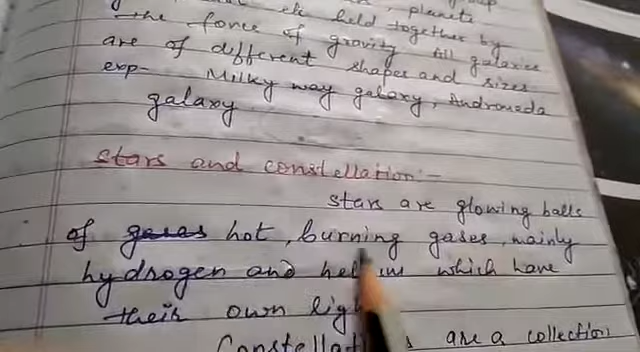 planets
held together by
the force of gravity All galaxies
are of different shapes and sizes
exp- Milky way galaxy, Andromeda
galaxy
stars and constellation:-
stars are glowing balls
of gases hot, burning gases, mainly
hydrogen and helium which have
their own light
Constellations are a collection